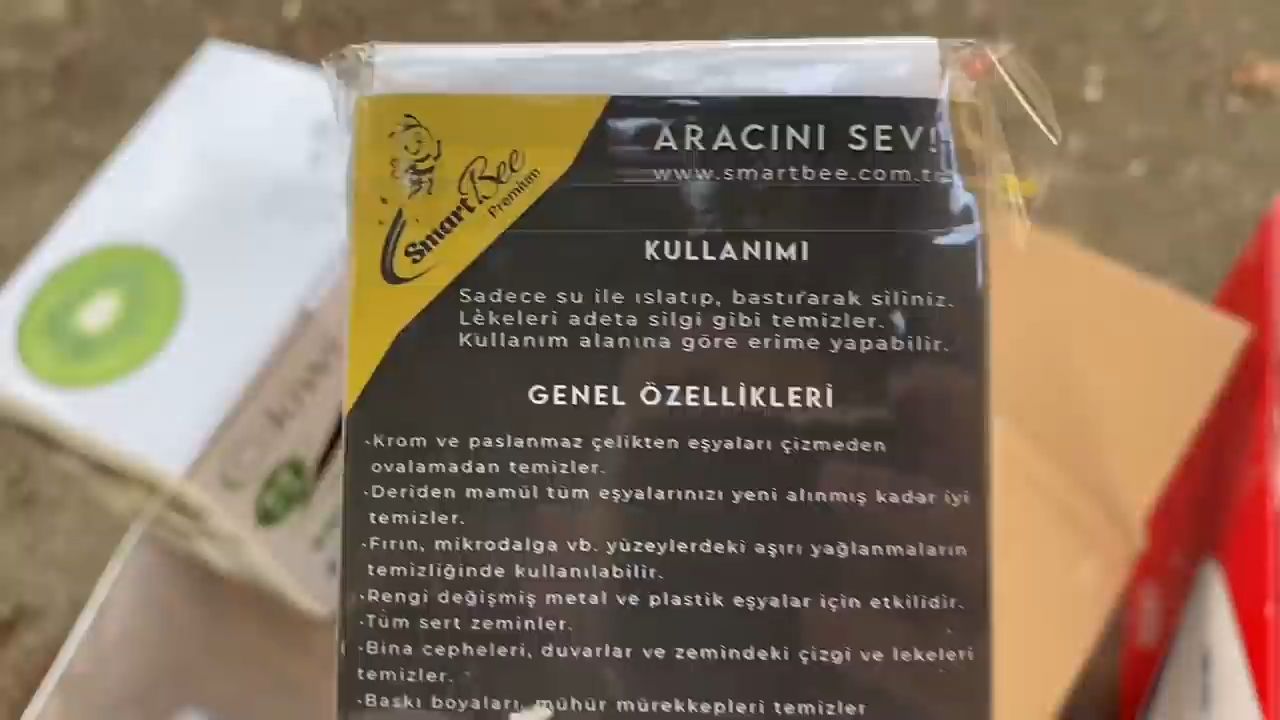 SmartBee
Premium
ARACINI SEV!
www.smartbee.com.tr
KULLANIMI
Sadece su ile ıslatıp, bastırarak siliniz.
Lekeleri adeta silgi gibi temizler.
Kullanım alanına göre erime yapabilir.
GENEL ÖZELLİKLERİ
·Krom ve paslanmaz çelikten eşyaları çizmeden
ovalamadan temizler.
·Deriden mamül tüm eşyalarınızı yeni alınmış kadar iyi
temizler.
·Fırın, mikrodalga vb. yüzeylerdeki aşırı yağlanmaların
temizliğinde kullanılabilir.
·Rengi değişmiş metal ve plastik eşyalar için etkilidir.
·Tüm sert zeminler.
·Bina cepheleri, duvarlar ve zemindeki çizgi ve lekeleri
temizler.
·Baskı boyaları, mühür mürekkepleri temizler